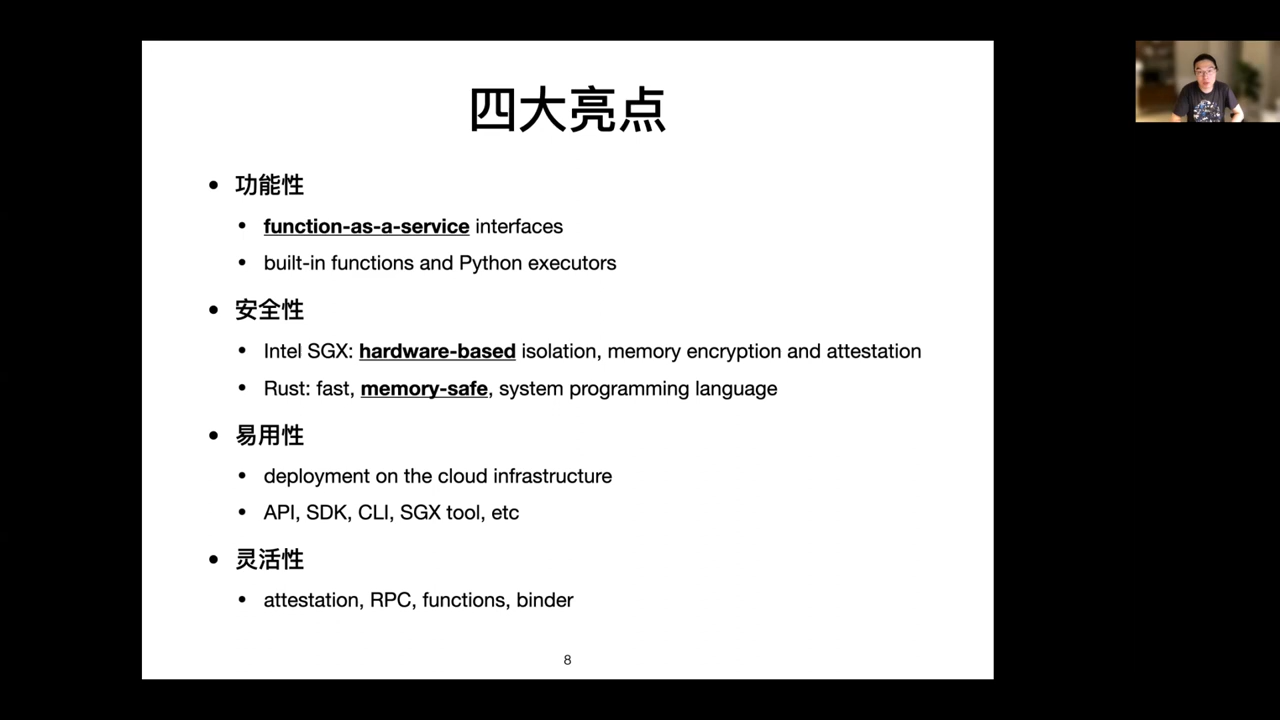 四大亮点
• 功能性
• function-as-a-service interfaces
• built-in functions and Python executors
• 安全性
• Intel SGX: hardware-based isolation, memory encryption and attestation
• Rust: fast, memory-safe, system programming language
• 易用性
• deployment on the cloud infrastructure
• API, SDK, CLI, SGX tool, etc
• 灵活性
• attestation, RPC, functions, binder
8